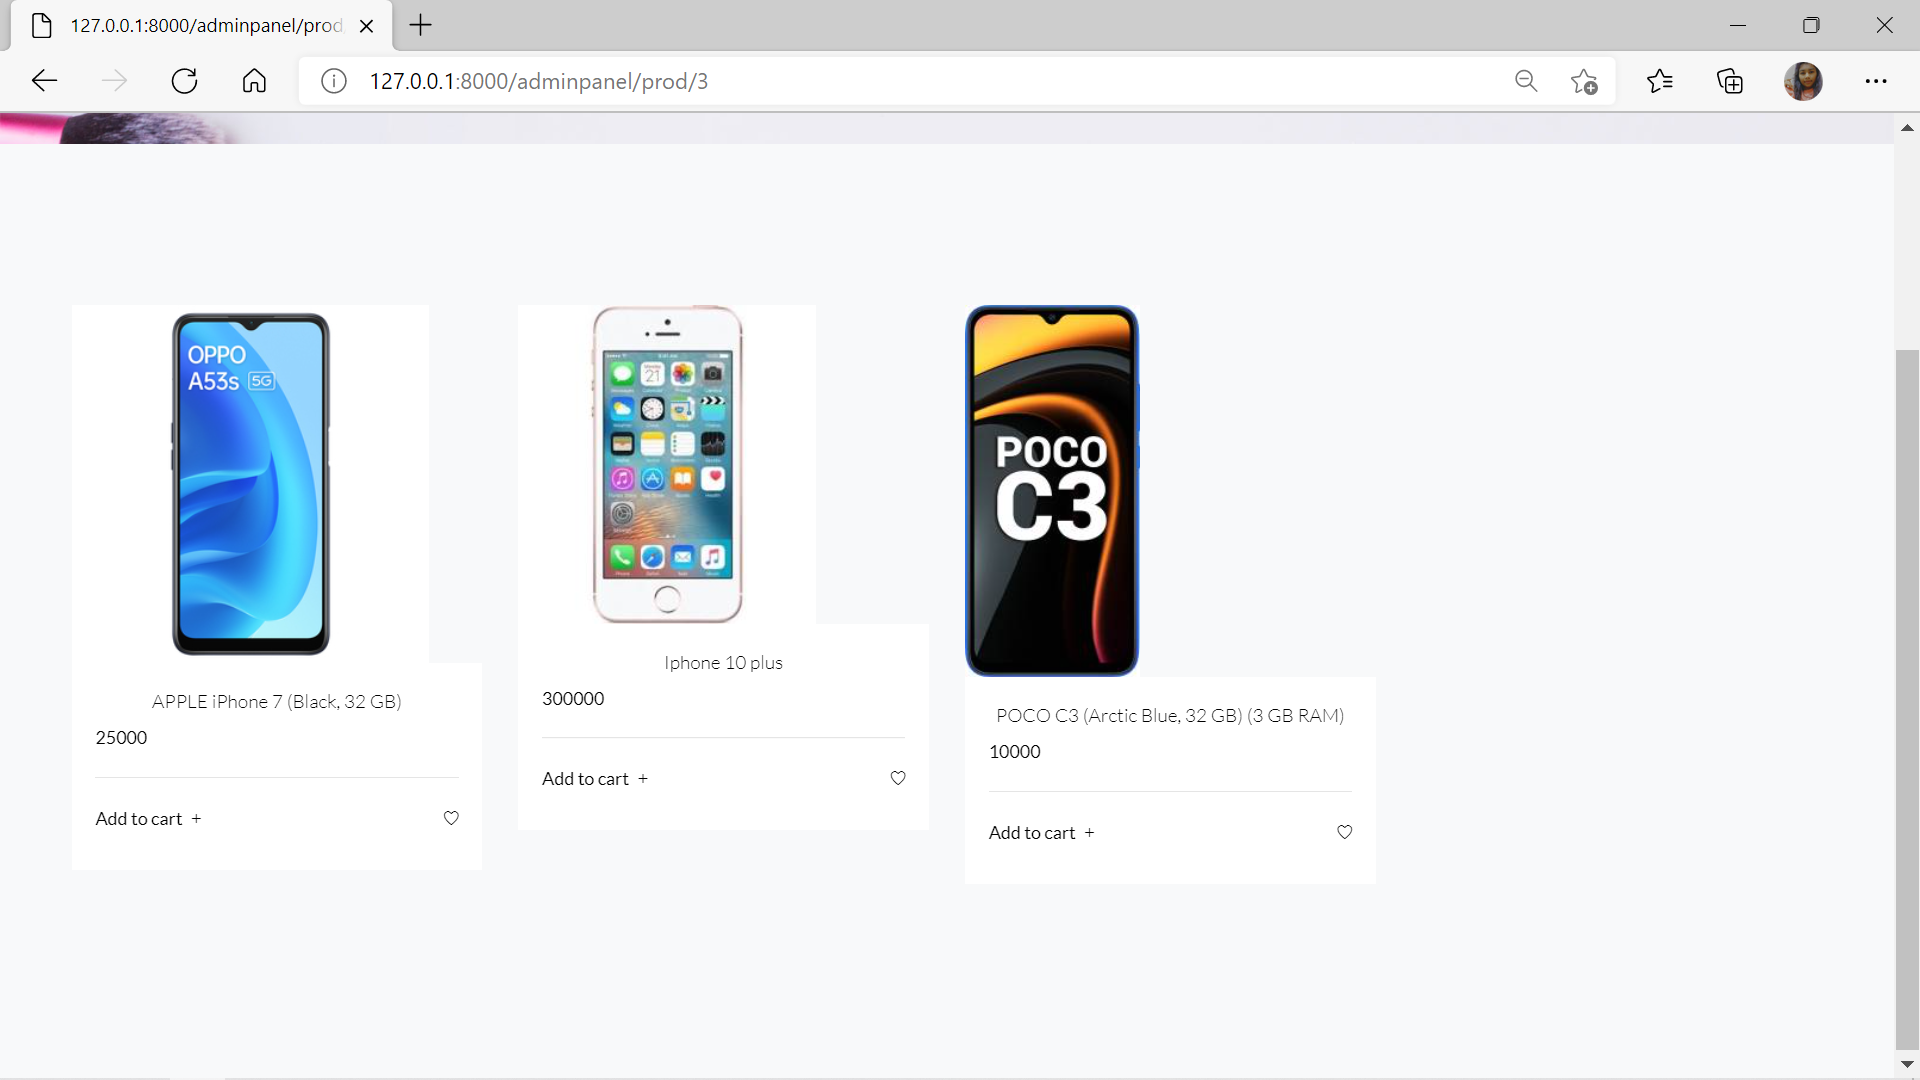 127.0.0.1:8000/adminpanel/prod
127.0.0.1:8000/adminpanel/prod/3
OPPO
A53s 5G
APPLE iPhone 7 (Black, 32 GB)
25000
Add to cart +
Iphone 10 plus
300000
Add to cart +
POCO
C3
POCO C3 (Arctic Blue, 32 GB) (3 GB RAM)
10000
Add to cart +